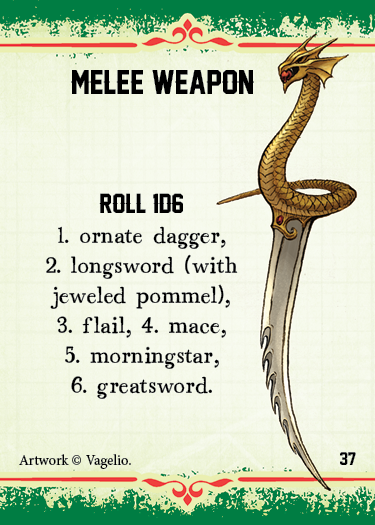 MELEE WEAPON
ROLL 1D6
1. ornate dagger,
2. longsword (with
jeweled pommel),
3. flail, 4. mace,
5. morningstar,
6. greatsword.
Artwork © Vagelio.
37